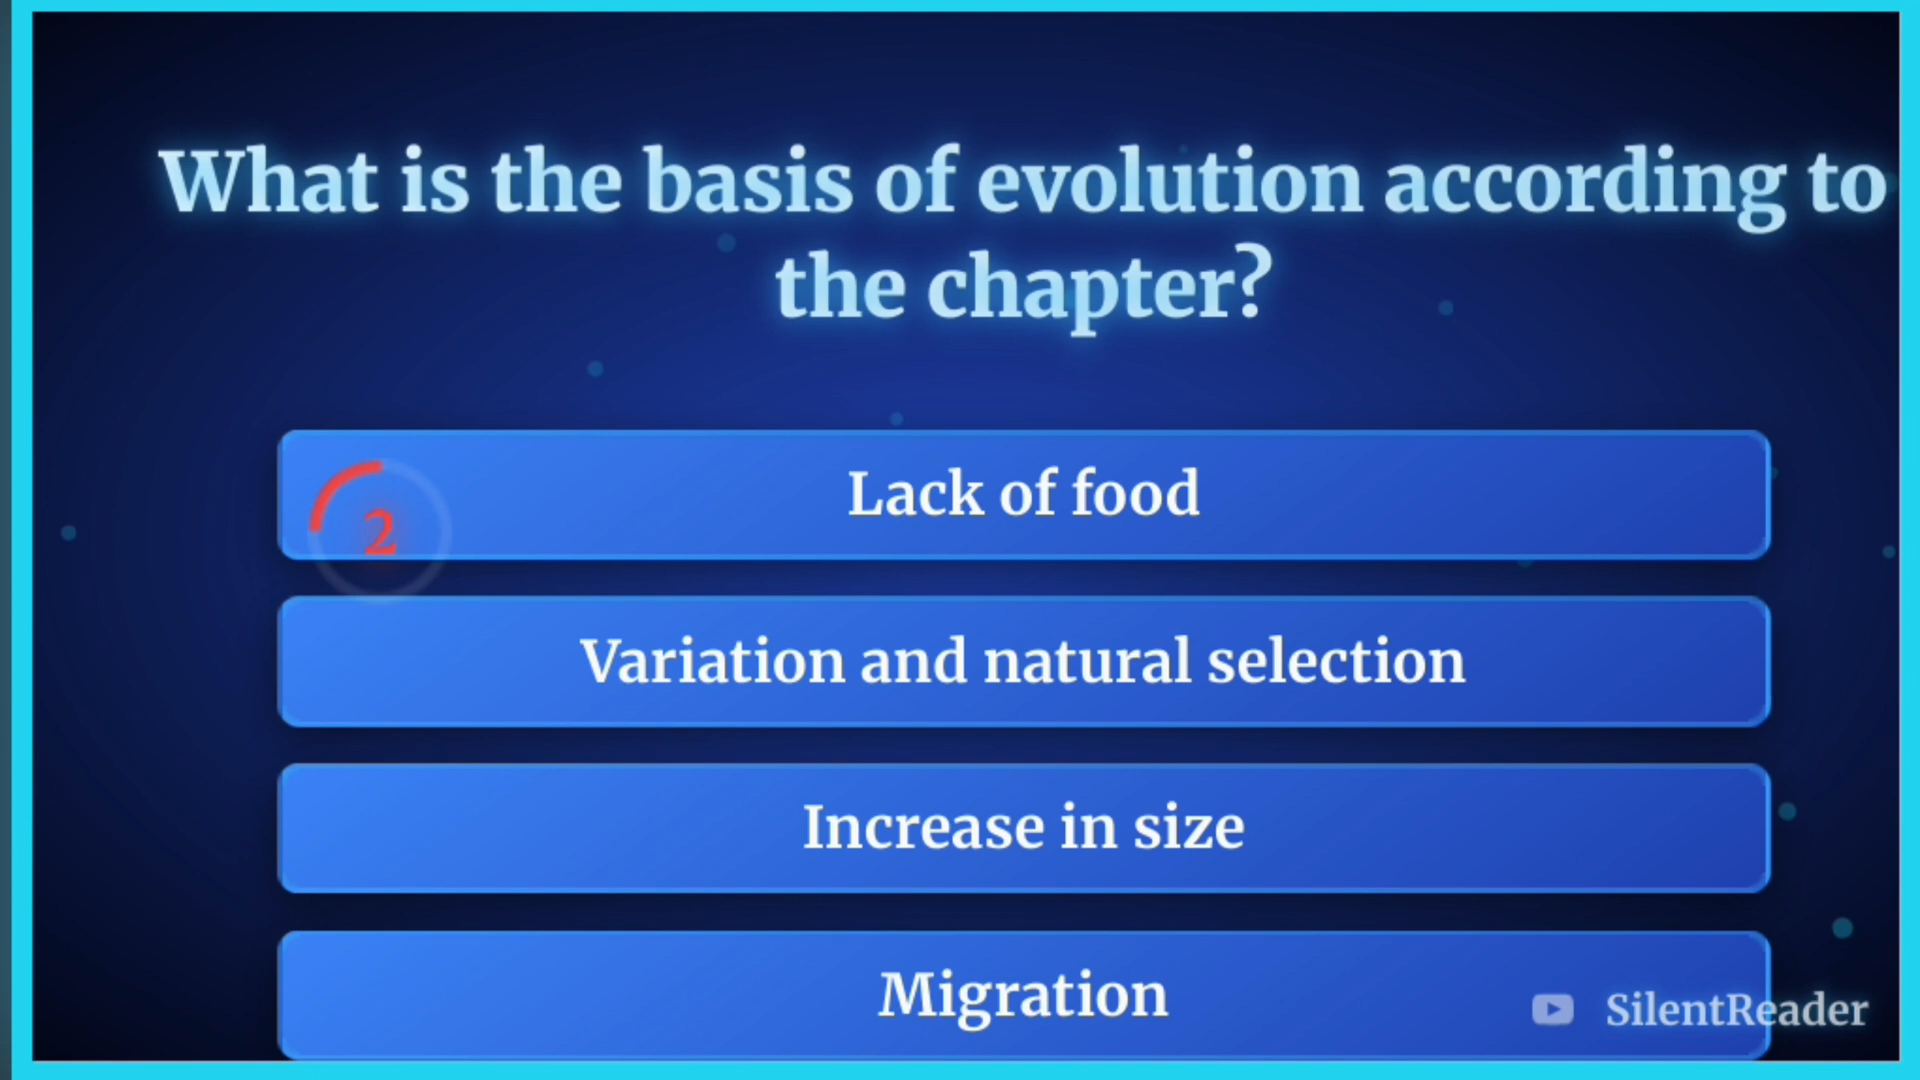 What is the basis of evolution according to
the chapter?
Lack of food
2
Variation and natural selection
Increase in size
Migration
SilentReader